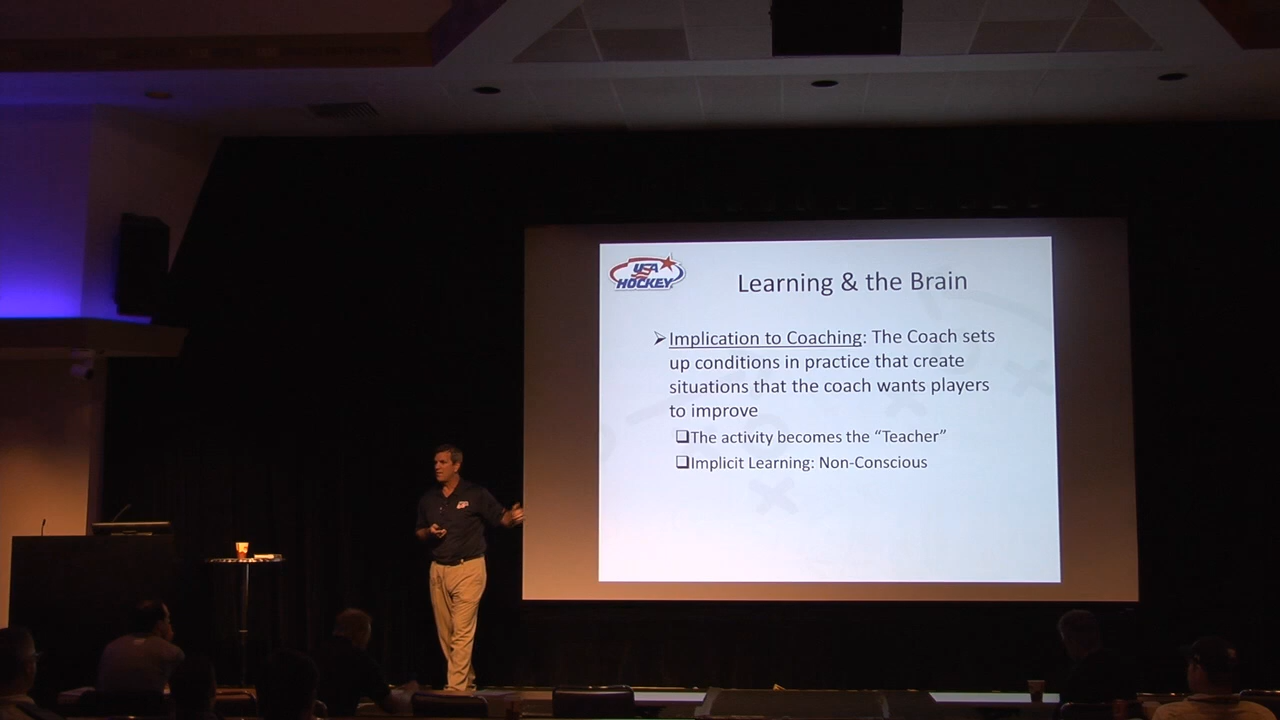 USA
HOCKEY
Learning & the Brain
Implication to Coaching: The Coach sets
up conditions in practice that create
situations that the coach wants players
to improve
The activity becomes the “Teacher”
Implicit Learning: Non-Conscious